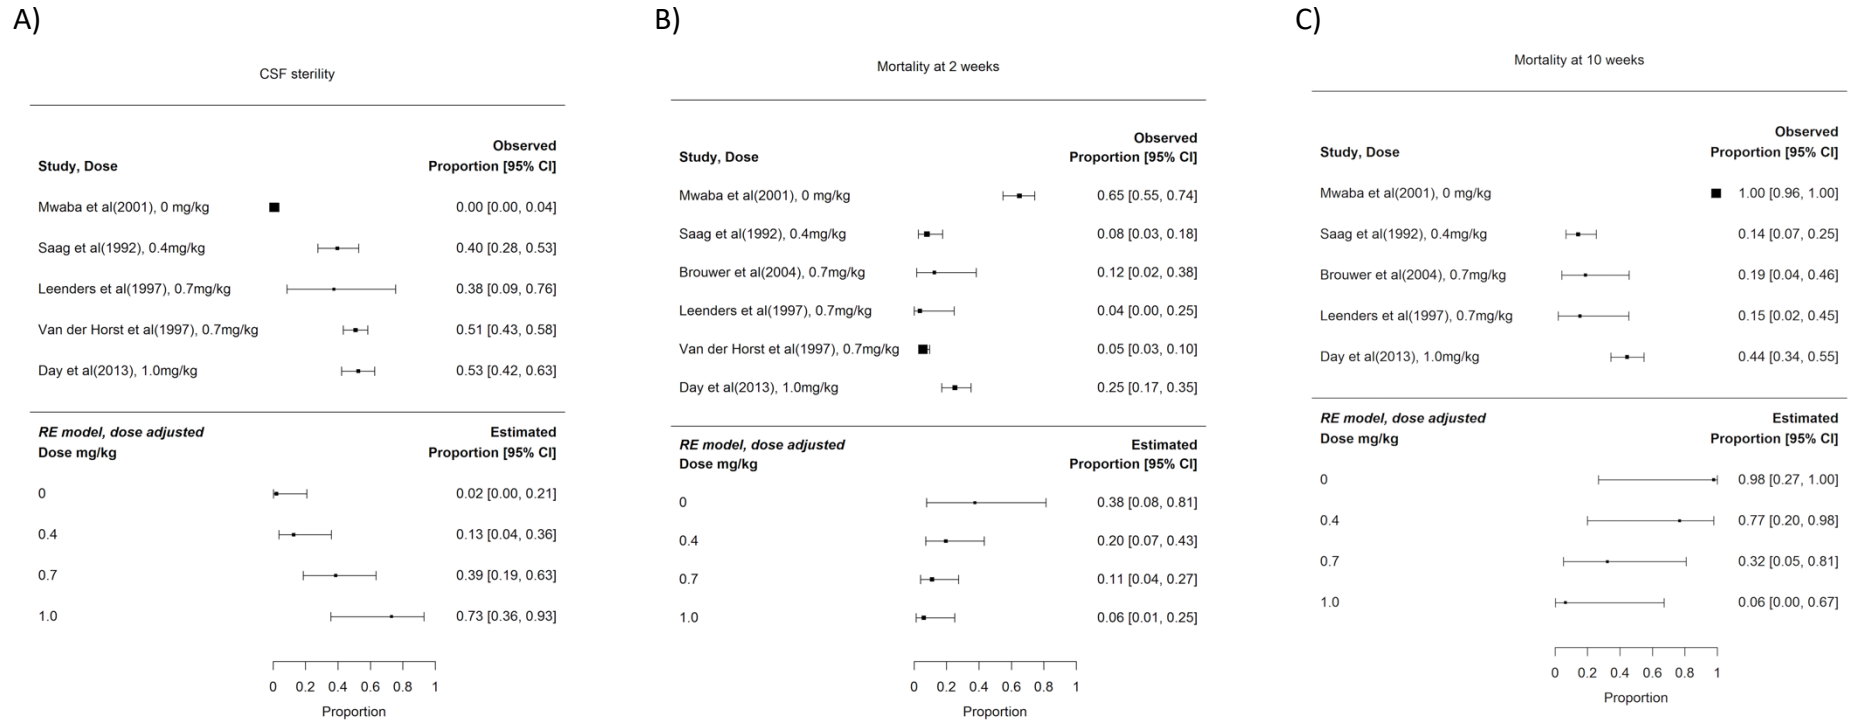 A)
CSF sterility
Observed
Study, Dose Proportion [95% CI]
Mwaba et al(2001), 0 mg/kg 0.00 [0.00, 0.04]
Saag et al(1992), 0.4mg/kg 0.40 [0.28, 0.53]
Leenders et al(1997), 0.7mg/kg 0.38 [0.09, 0.76]
Van der Horst et al(1997), 0.7mg/kg 0.51 [0.43, 0.58]
Day et al(2013), 1.0mg/kg 0.53 [0.42, 0.63]
RE model, dose adjusted Estimated
Dose mg/kg Proportion [95% CI]
0 0.02 [0.00, 0.21]
0.4 0.13 [0.04, 0.36]
0.7 0.39 [0.19, 0.63]
1.0 0.73 [0.36, 0.93]
0 0.2 0.4 0.6 0.8 1
Proportion
B)
Mortality at 2 weeks
Observed
Study, Dose Proportion [95% CI]
Mwaba et al(2001), 0 mg/kg 0.65 [0.55, 0.74]
Saag et al(1992), 0.4mg/kg 0.08 [0.03, 0.18]
Brouwer et al(2004), 0.7mg/kg 0.12 [0.02, 0.38]
Leenders et al(1997), 0.7mg/kg 0.04 [0.00, 0.25]
Van der Horst et al(1997), 0.7mg/kg 0.05 [0.03, 0.10]
Day et al(2013), 1.0mg/kg 0.25 [0.17, 0.35]
RE model, dose adjusted Estimated
Dose mg/kg Proportion [95% CI]
0 0.38 [0.08, 0.81]
0.4 0.20 [0.07, 0.43]
0.7 0.11 [0.04, 0.27]
1.0 0.06 [0.01, 0.25]
0 0.2 0.4 0.6 0.8 1
Proportion
C)
Mortality at 10 weeks
Observed
Study, Dose Proportion [95% CI]
Mwaba et al(2001), 0 mg/kg 1.00 [0.96, 1.00]
Saag et al(1992), 0.4mg/kg 0.14 [0.07, 0.25]
Brouwer et al(2004), 0.7mg/kg 0.19 [0.04, 0.46]
Leenders et al(1997), 0.7mg/kg 0.15 [0.02, 0.45]
Day et al(2013), 1.0mg/kg 0.44 [0.34, 0.55]
RE model, dose adjusted Estimated
Dose mg/kg Proportion [95% CI]
0 0.98 [0.27, 1.00]
0.4 0.77 [0.20, 0.98]
0.7 0.32 [0.05, 0.81]
1.0 0.06 [0.00, 0.67]
0 0.2 0.4 0.6 0.8 1
Proportion